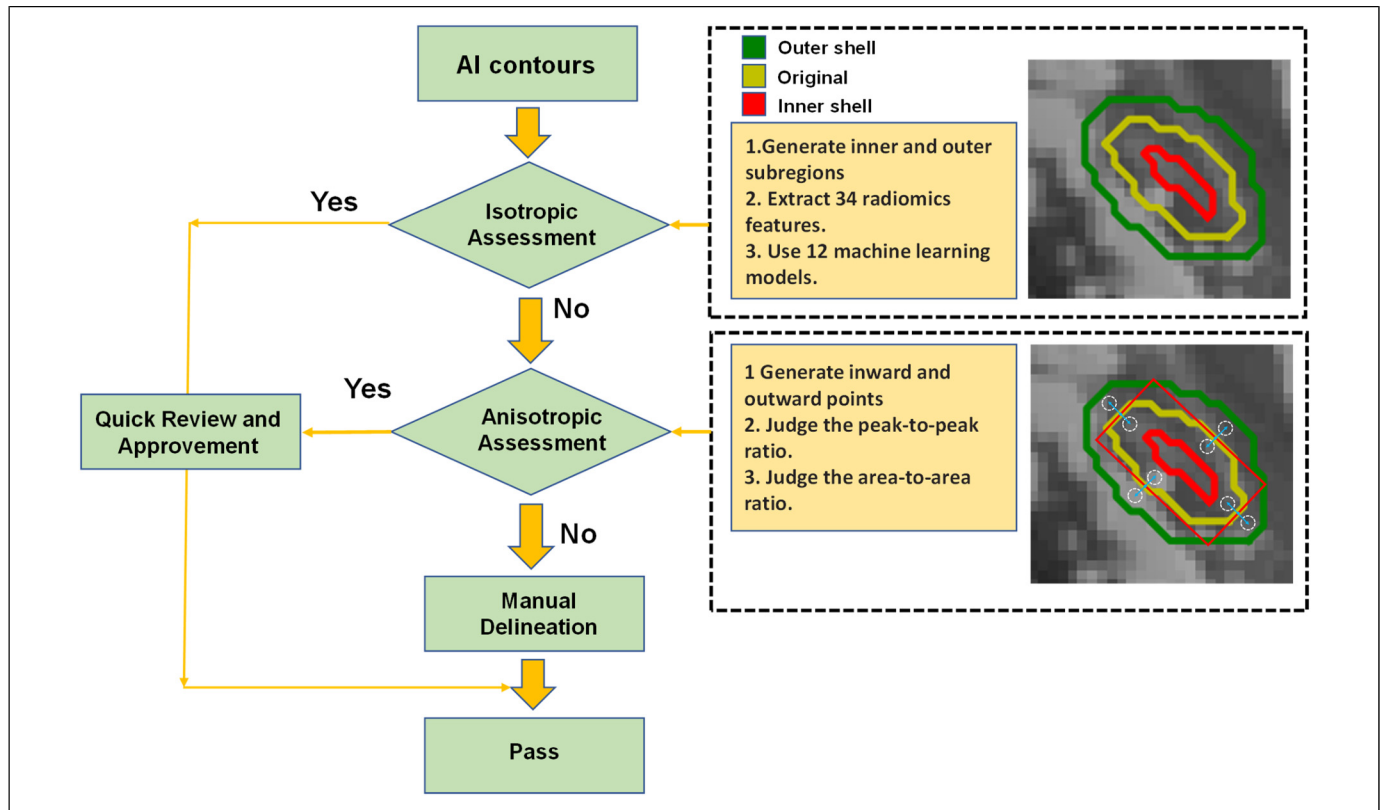 AI contours
Outer shell
Original
Inner shell
1.Generate inner and outer
subregions
2. Extract 34 radiomics
features.
3. Use 12 machine learning
models.
Yes
Isotropic
Assessment
No
1 Generate inward and
outward points
2. Judge the peak-to-peak
ratio.
3. Judge the area-to-area
ratio.
Yes
Quick Review and
Approvement
Anisotropic
Assessment
No
Manual
Delineation
Pass